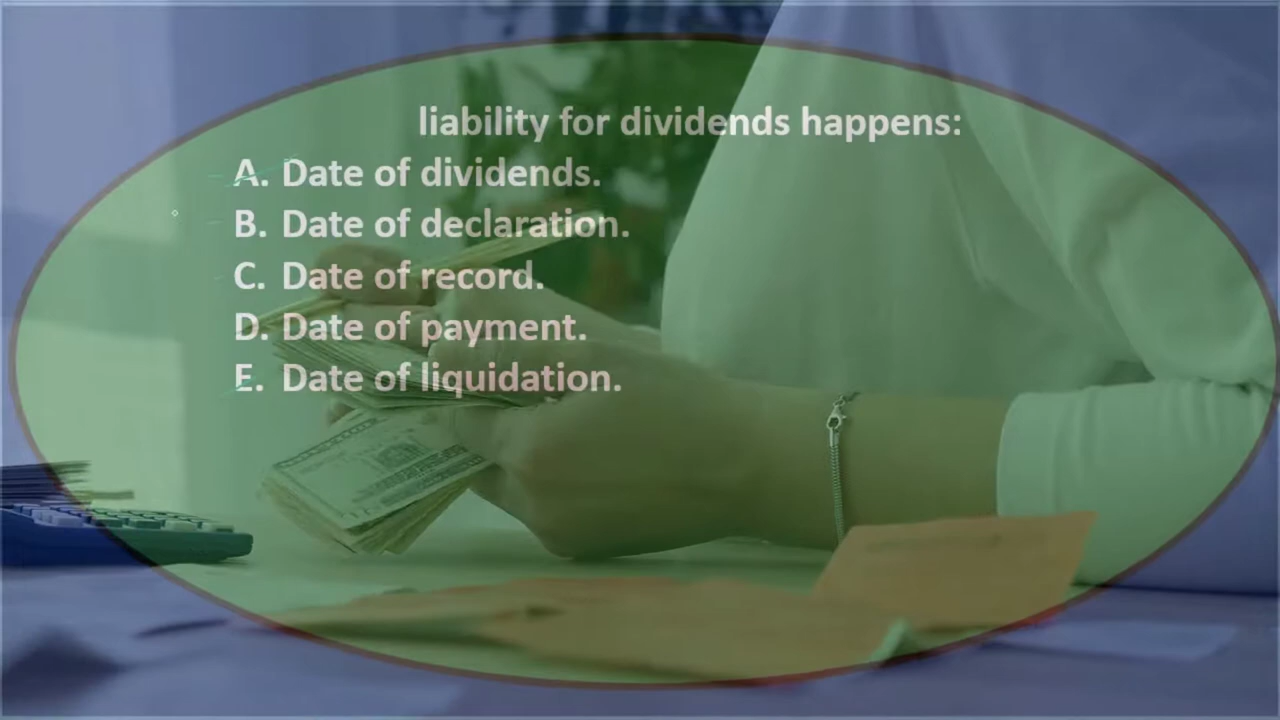 liability for dividends happens:
A. Date of dividends.
B. Date of declaration.
C. Date of record.
D. Date of payment.
E. Date of liquidation.